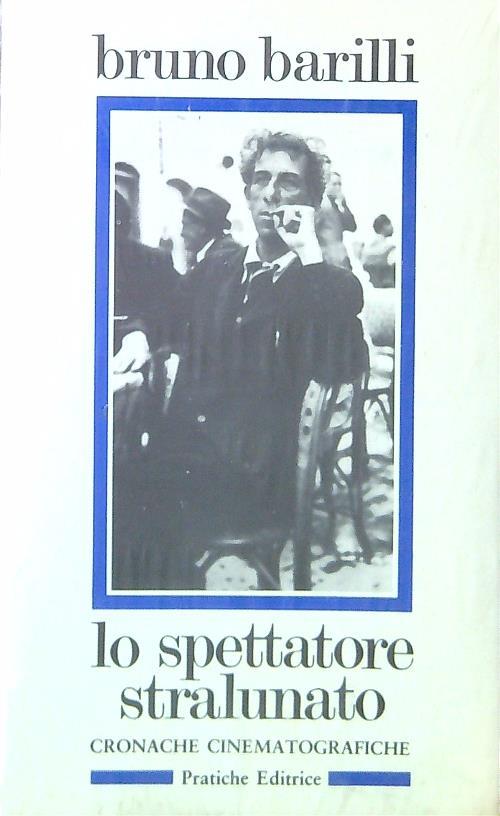 bruno barilli
lo spettatore
stralunato
CRONACHE CINEMATOGRAFICHE
Pratiche Editrice